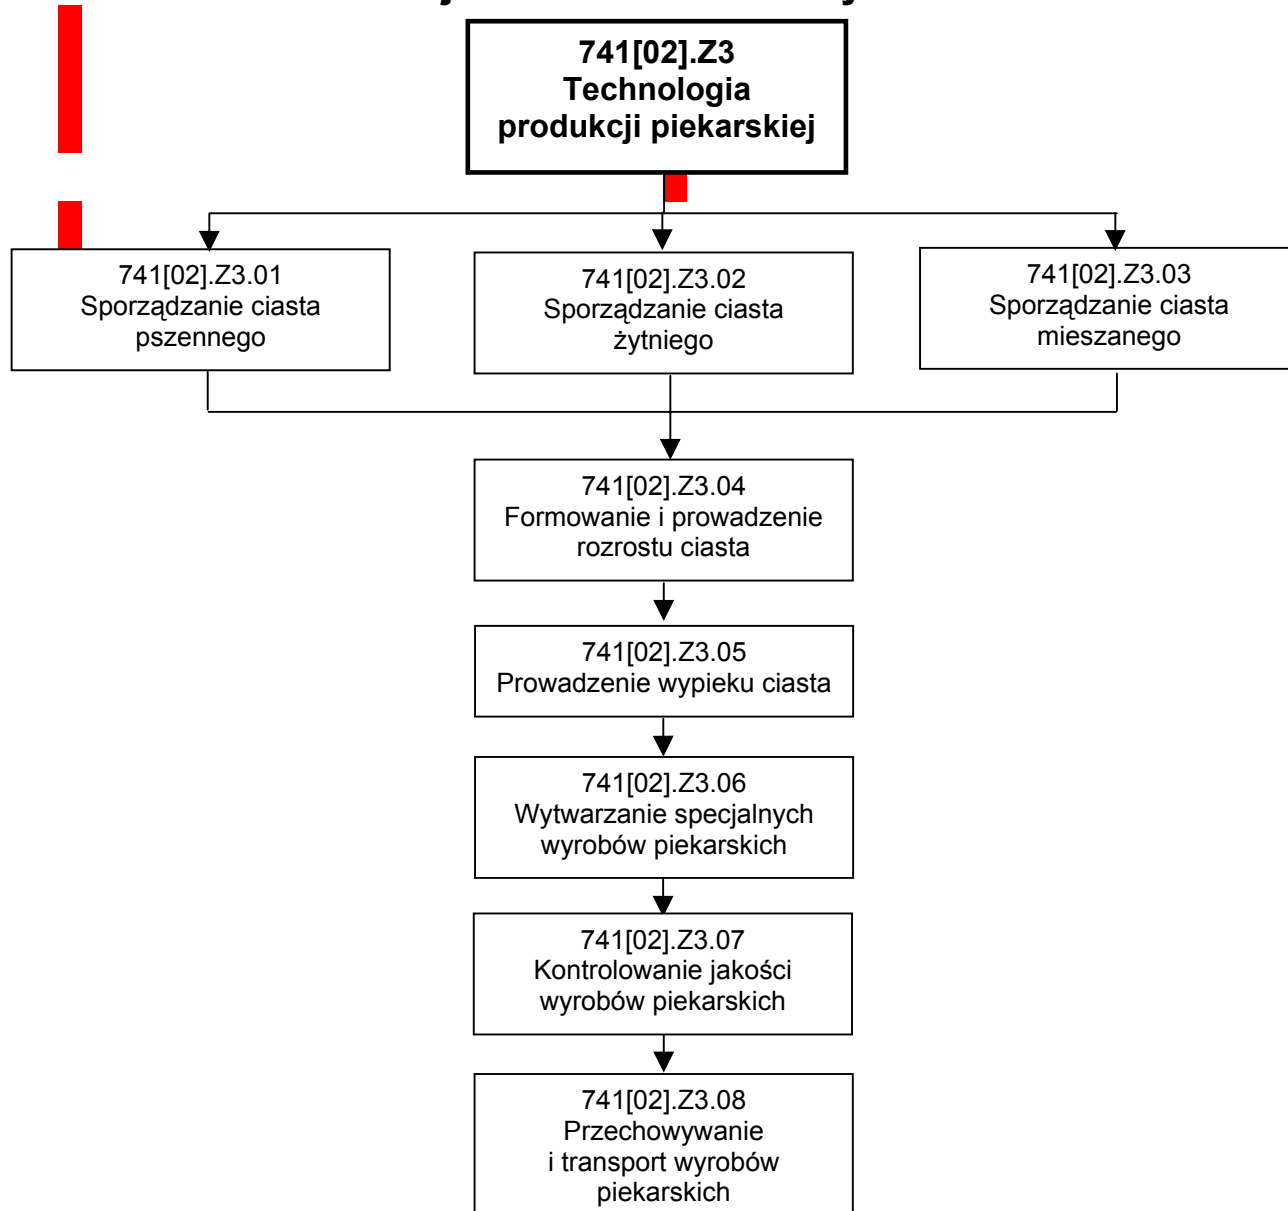 741[02].Z3
Technologia
produkcji piekarskiej
741[02].Z3.01
Sporządzanie ciasta
pszennego
741[02].Z3.02
Sporządzanie ciasta
żytniego
741[02].Z3.03
Sporządzanie ciasta
mieszanego
741[02].Z3.04
Formowanie i prowadzenie
rozrostu ciasta
741[02].Z3.05
Prowadzenie wypieku ciasta
741[02].Z3.06
Wytwarzanie specjalnych
wyrobów piekarskich
741[02].Z3.07
Kontrolowanie jakości
wyrobów piekarskich
741[02].Z3.08
Przechowywanie
i transport wyrobów
piekarskich